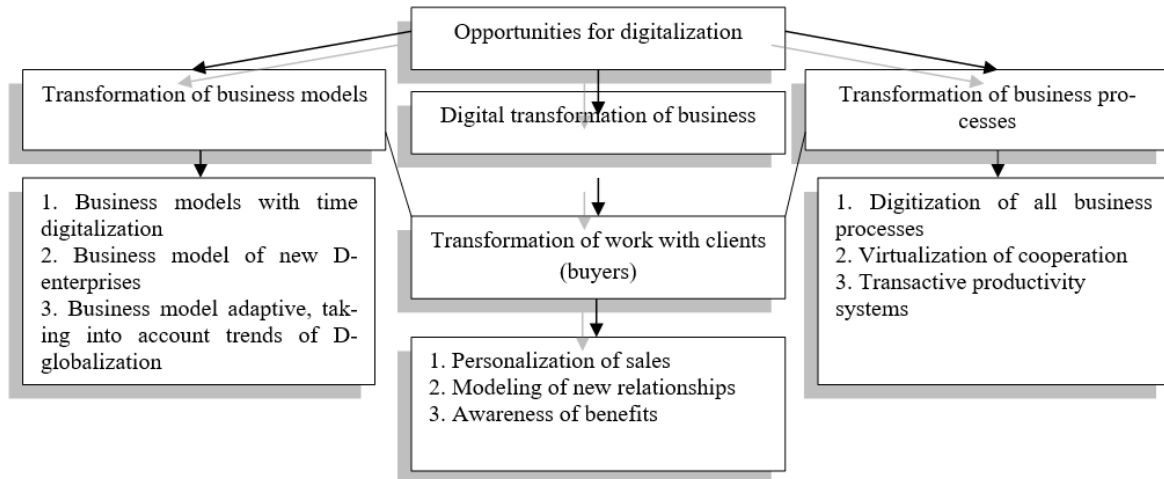 Opportunities for digitalization
Transformation of business models
Digital transformation of business
Transformation of business pro-
cesses
1. Business models with time
digitalization
2. Business model of new D-
enterprises
3. Business model adaptive, tak-
ing into account trends of D-
globalization
Transformation of work with clients
(buyers)
1. Digitization of all business
processes
2. Virtualization of cooperation
3. Transactive productivity
systems
1. Personalization of sales
2. Modeling of new relationships
3. Awareness of benefits